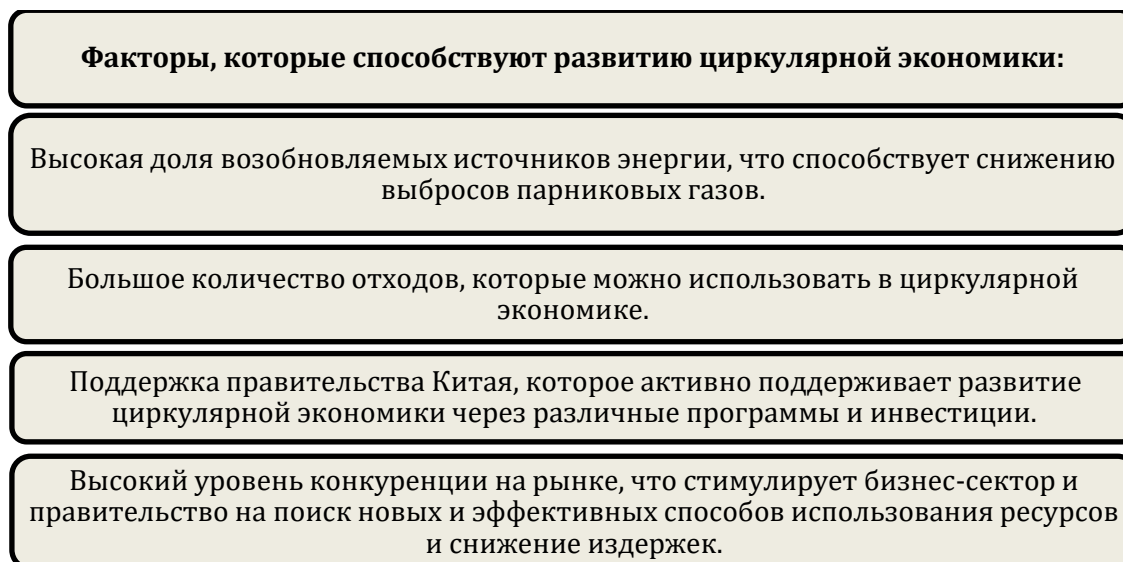 Факторы, которые способствуют развитию циркулярной экономики:
Высокая доля возобновляемых источников энергии, что способствует снижению
выбросов парниковых газов.
Большое количество отходов, которые можно использовать в циркулярной
экономике.
Поддержка правительства Китая, которое активно поддерживает развитие
циркулярной экономики через различные программы и инвестиции.
Высокий уровень конкуренции на рынке, что стимулирует бизнес-сектор и
правительство на поиск новых и эффективных способов использования ресурсов
и снижение издержек.